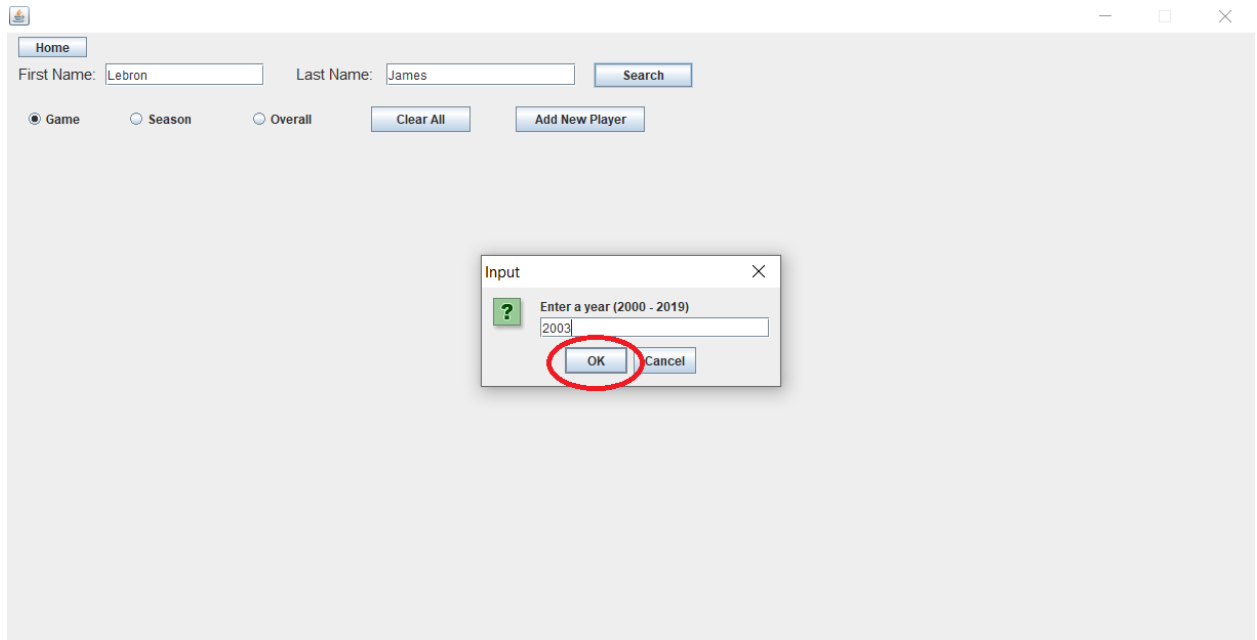 Home
First Name: Lebron Last Name: James Search
Game Season Overall Clear All Add New Player
Input
?
Enter a year (2000 - 2019)
2003
OK Cancel